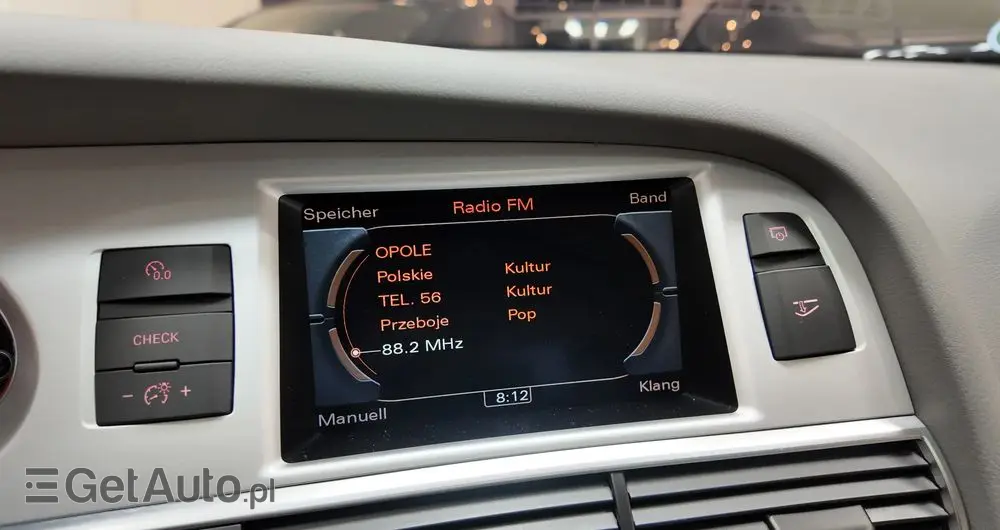 Speicher
Radio FM
Band
OPOLE
Polskie Kultur
TEL. 56 Kultur
Przeboje Pop
88.2 MHz
8:12
Manuell
Klang
0.0
CHECK
- +
GetAuto.pl